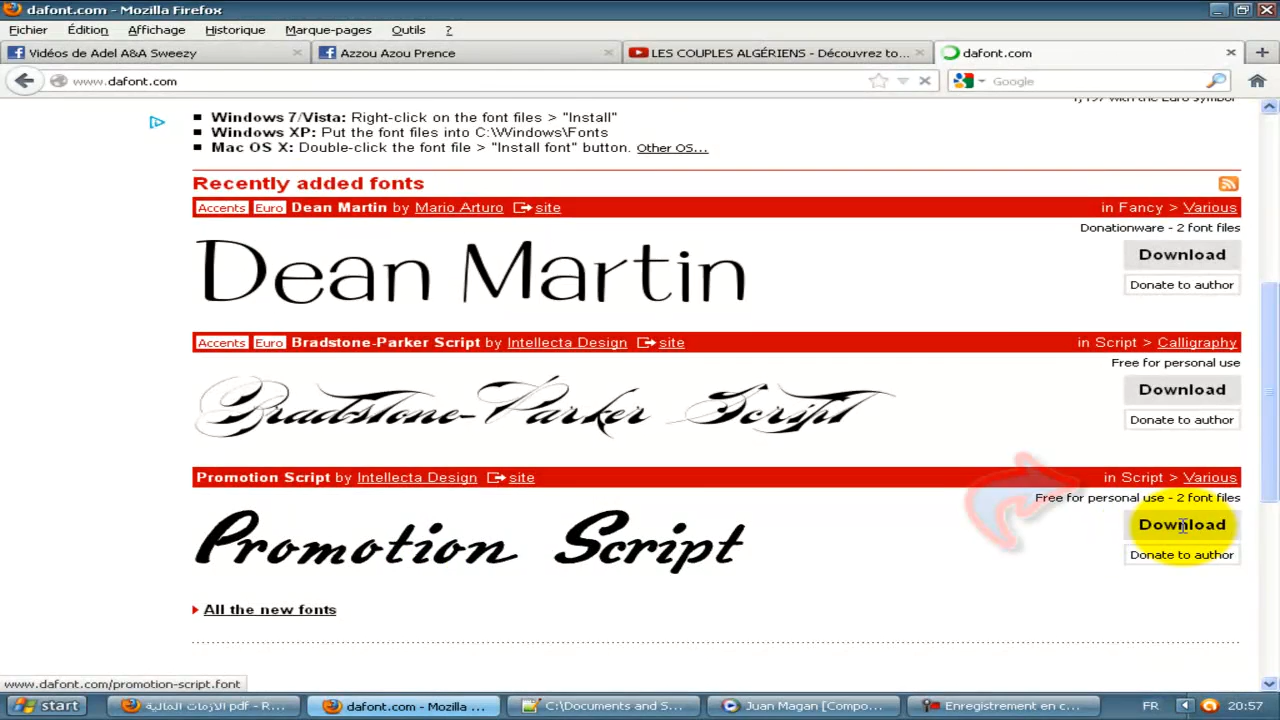 dafont.com - Mozilla Firefox
Fichier Édition Affichage Historique Marque-pages Outils ?
Vidéos de Adel A&A Sweezy Azzou Azou Prence LES COUPLES ALGÉRIENS - Découvrez to... dafont.com
www.dafont.com Google
1,197 with the Euro symbol
Windows 7/Vista: Right-click on the font files > "Install"
Windows XP: Put the font files into C:\Windows\Fonts
Mac OS X: Double-click the font file > "Install font" button. Other OS...
Recently added fonts
Accents Euro Dean Martin by Mario Arturo site in Fancy > Various
Donationware - 2 font files
Dean Martin
Download
Donate to author
Accents Euro Bradstone-Parker Script by Intellecta Design site in Script > Calligraphy
Free for personal use
Bradstone-Parker Script
Download
Donate to author
Promotion Script by Intellecta Design site in Script > Various
Free for personal use - 2 font files
Promotion Script
Download
Donate to author
All the new fonts
www.dafont.com/promotion-script.font
start الازمات المالية pdf - R... dafont.com - Mozilla ... C:\Documents and S... Juan Magan [Compo... Enregistrement en c... FR 20:57